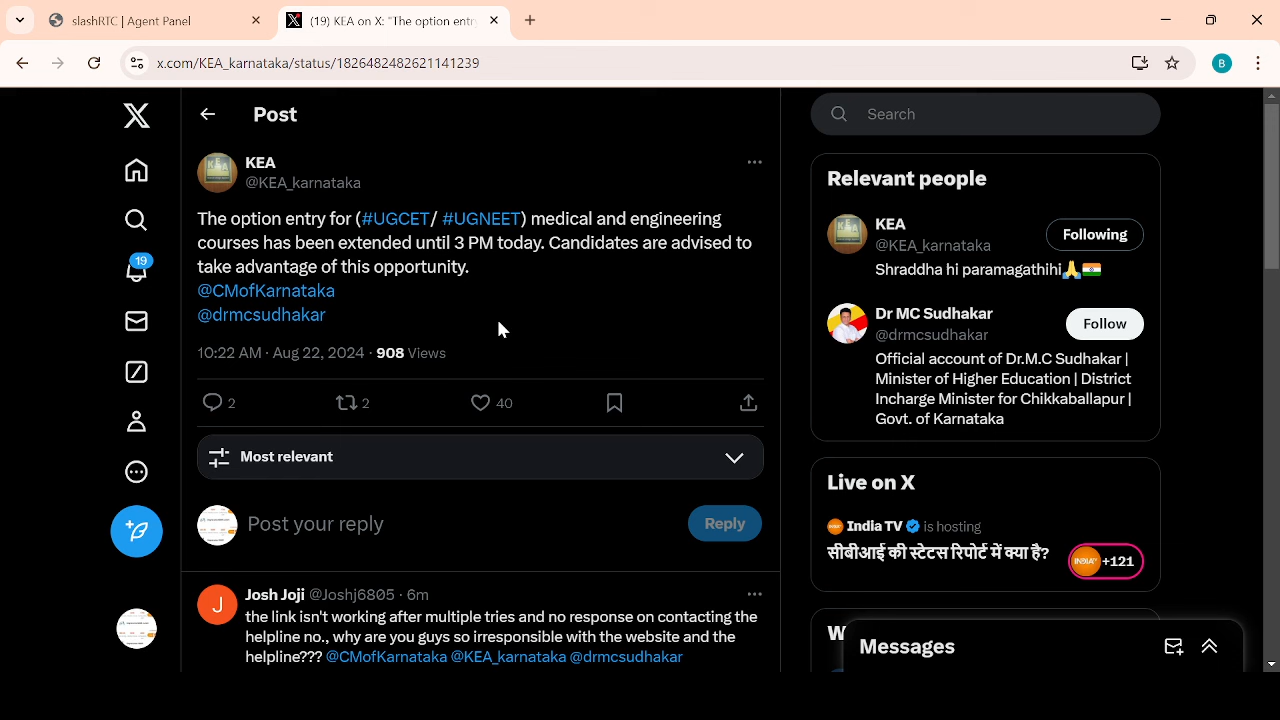 slashRTC | Agent Panel
(19) KEA on X: "The option entry
x.com/KEA_karnataka/status/1826482482621141239
B
Post
KEA
@KEA_karnataka
The option entry for (#UGCET/ #UGNEET) medical and engineering
courses has been extended until 3 PM today. Candidates are advised to
take advantage of this opportunity.
@CMofKarnataka
@drmcsudhakar
10:22 AM · Aug 22, 2024 · 908 Views
2
2
40
Most relevant
Post your reply
Reply
J
Josh Joji @Joshj6805 · 6m
the link isn't working after multiple tries and no response on contacting the
helpline no., why are you guys so irresponsible with the website and the
helpline??? @CMofKarnataka @KEA_karnataka @drmcsudhakar
19
Search
Relevant people
KEA
@KEA_karnataka
Following
Shraddha hi paramagathihi🙏🇮🇳
Dr MC Sudhakar
@drmcsudhakar
Follow
Official account of Dr.M.C Sudhakar |
Minister of Higher Education | District
Incharge Minister for Chikkaballapur |
Govt. of Karnataka
Live on X
India TV is hosting
सीबीआई की स्टेटस रिपोर्ट में क्या है?
+121
Messages